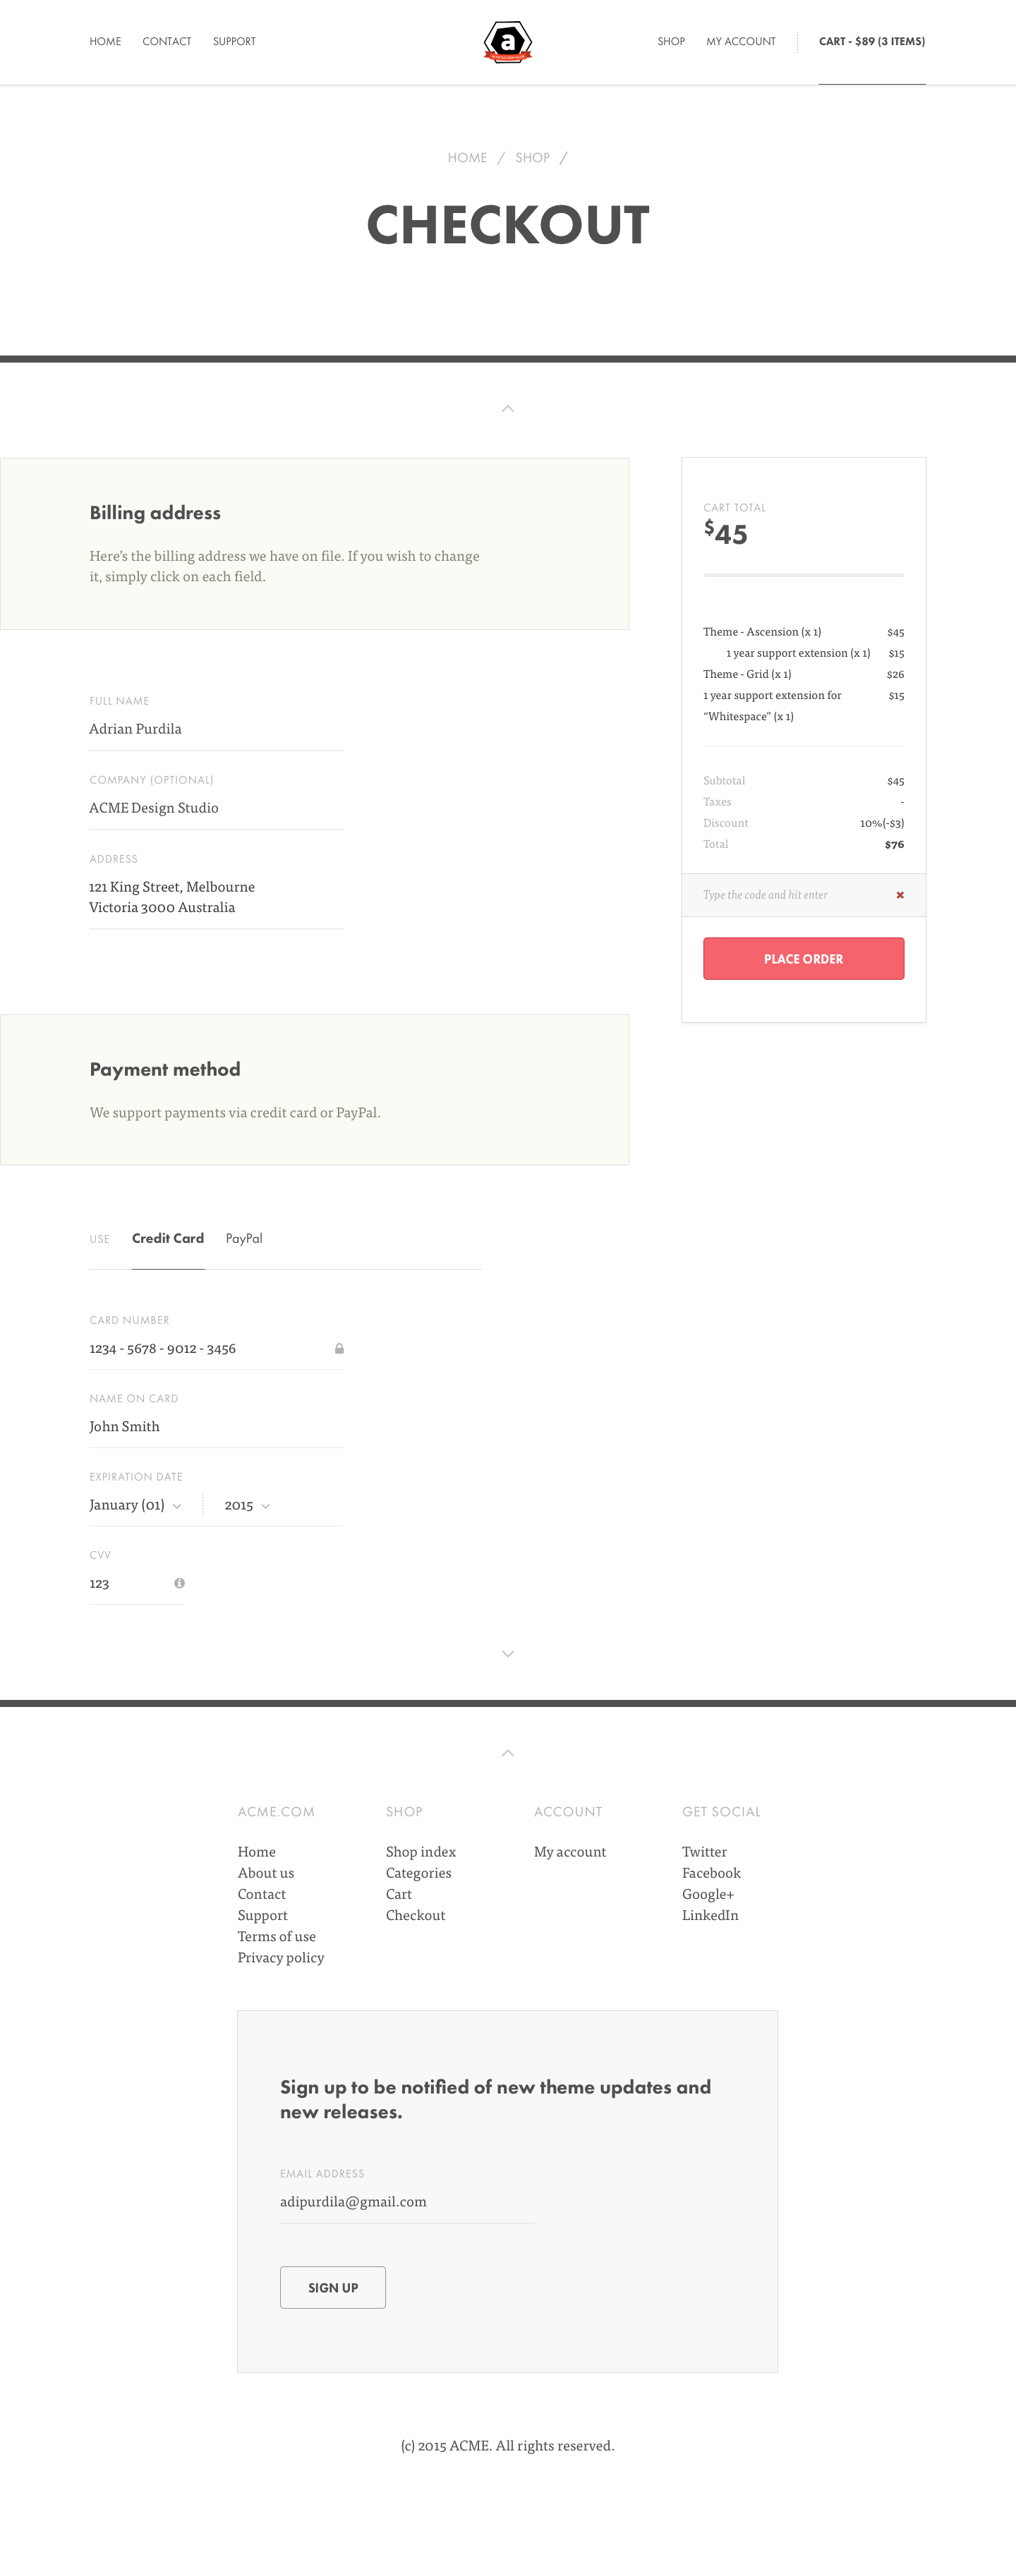 HOME CONTACT SUPPORT
a
SHOP MY ACCOUNT CART - $89 (3 ITEMS)
HOME / SHOP /
CHECKOUT
Billing address
Here's the billing address we have on file. If you wish to change
it, simply click on each field.
FULL NAME
Adrian Purdila
COMPANY (OPTIONAL)
ACME Design Studio
ADDRESS
121 King Street, Melbourne
Victoria 3000 Australia
CART TOTAL
$45
Theme - Ascension (x 1) $45
1 year support extension (x 1) $15
Theme - Grid (x 1) $26
1 year support extension for $15
“Whitespace” (x 1)
Subtotal $45
Taxes -
Discount 10%(-$3)
Total $76
Type the code and hit enter
PLACE ORDER
Payment method
We support payments via credit card or PayPal.
USE Credit Card PayPal
CARD NUMBER
1234 - 5678 - 9012 - 3456
NAME ON CARD
John Smith
EXPIRATION DATE
January (01) 2015
CVV
123
ACME.COM
Home
About us
Contact
Support
Terms of use
Privacy policy
SHOP
Shop index
Categories
Cart
Checkout
ACCOUNT
My account
GET SOCIAL
Twitter
Facebook
Google+
LinkedIn
Sign up to be notified of new theme updates and
new releases.
EMAIL ADDRESS
adipurdila@gmail.com
SIGN UP
(c) 2015 ACME. All rights reserved.